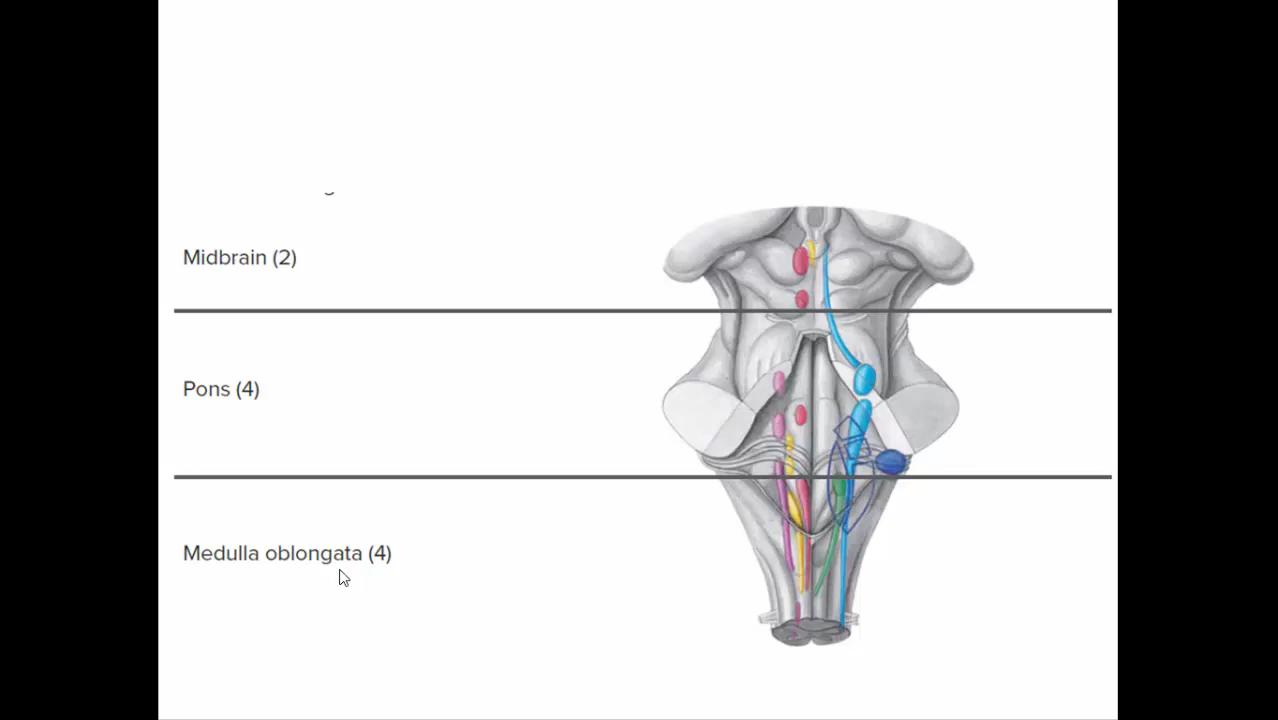 Midbrain (2)
Pons (4)
Medulla oblongata (4)